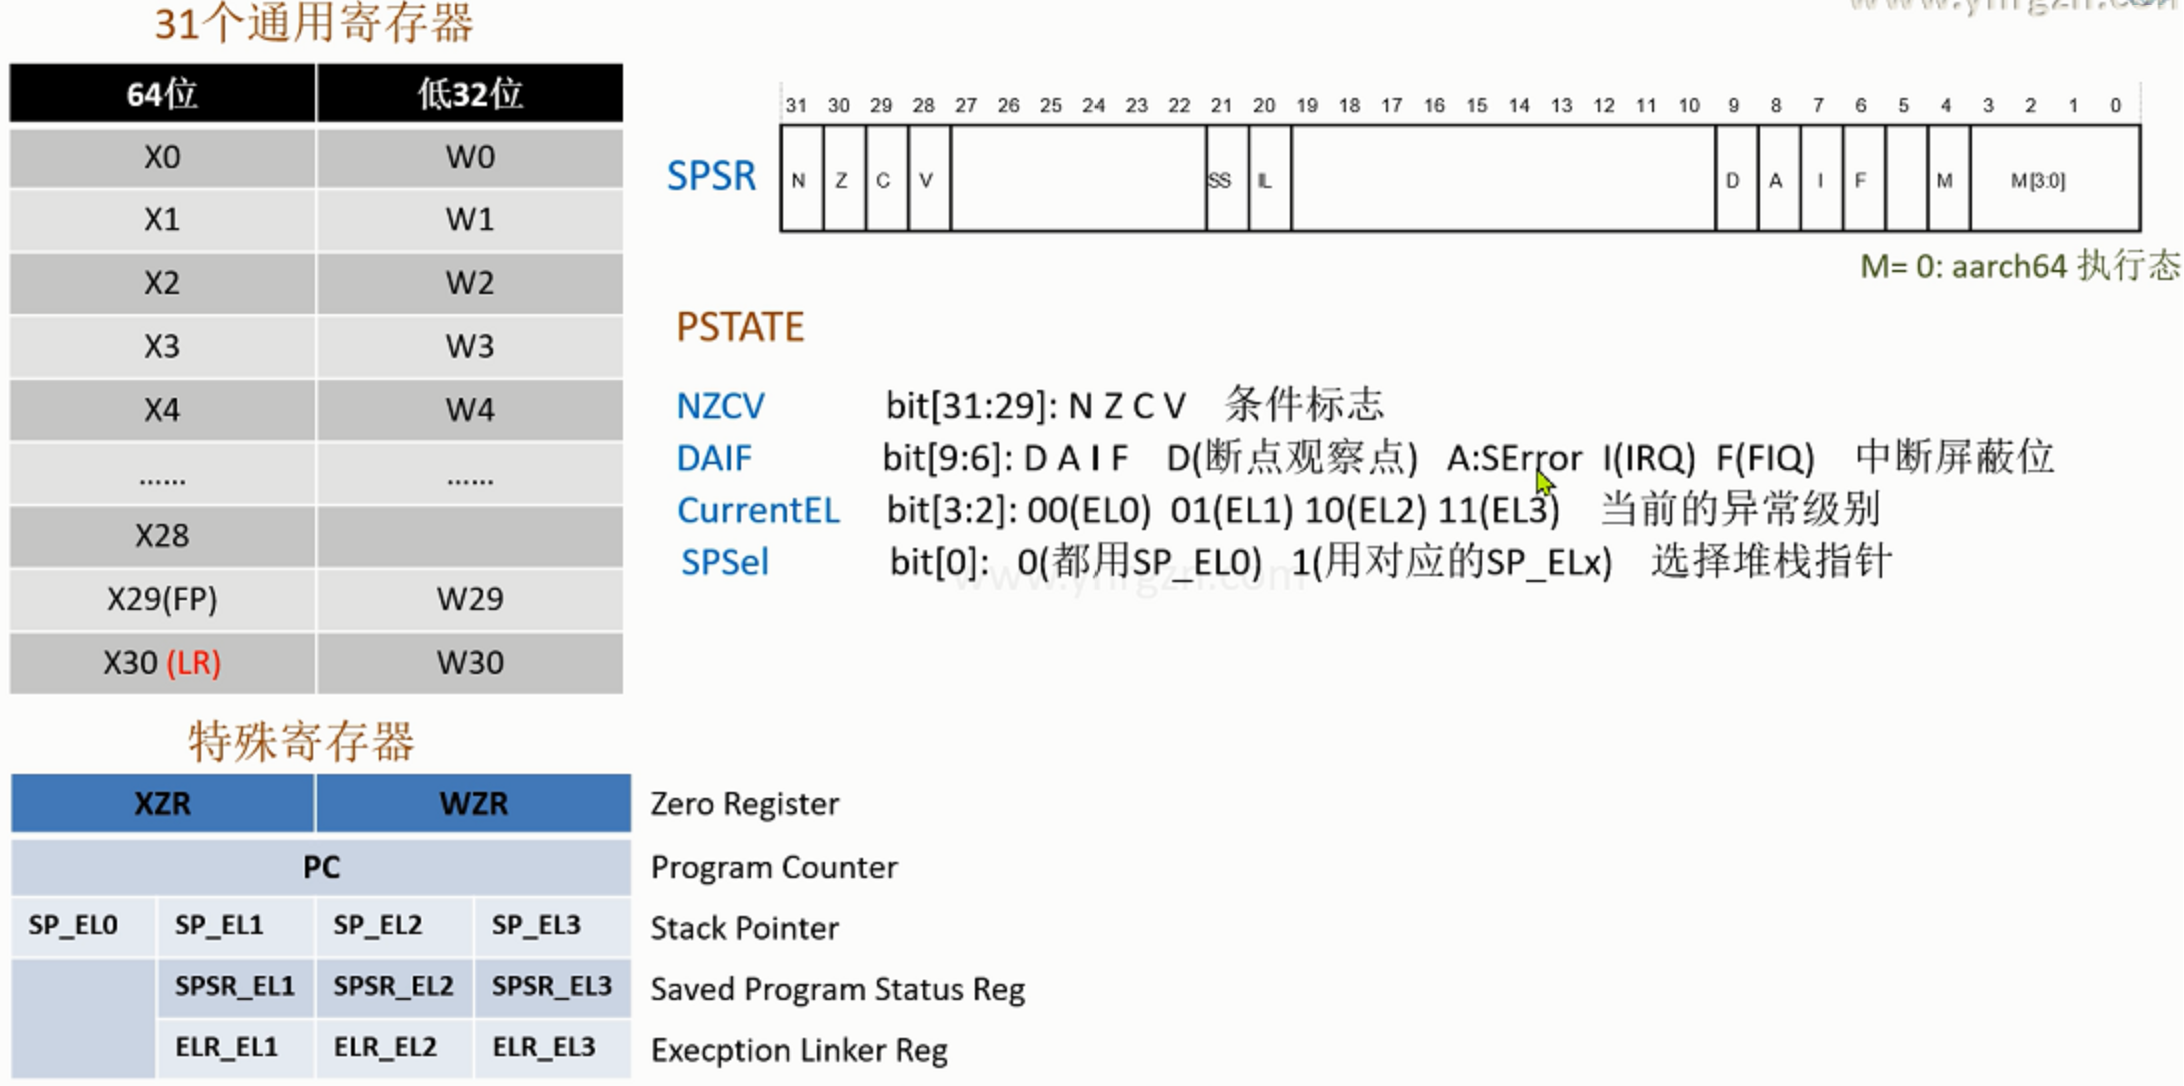 www.ynrgzn.com
31个通用寄存器
64位 低32位
X0 W0
X1 W1
X2 W2
X3 W3
X4 W4
...... ......
X28
X29(FP) W29
X30 (LR) W30
31 30 29 28 27 26 25 24 23 22 21 20 19 18 17 16 15 14 13 12 11 10 9 8 7 6 5 4 3 2 1 0
SPSR N Z C V SS IL D A I F M M[3:0]
M= 0: aarch64 执行态
PSTATE
NZCV bit[31:29]: N Z C V 条件标志
DAIF bit[9:6]: D A I F D(断点观察点) A:SError I(IRQ) F(FIQ) 中断屏蔽位
CurrentEL bit[3:2]: 00(EL0) 01(EL1) 10(EL2) 11(EL3) 当前的异常级别
SPSel bit[0]: 0(都用SP_EL0) 1(用对应的SP_ELx) 选择堆栈指针
www.ynrgzn.com
特殊寄存器
XZR WZR Zero Register
PC Program Counter
SP_EL0 SP_EL1 SP_EL2 SP_EL3 Stack Pointer
SPSR_EL1 SPSR_EL2 SPSR_EL3 Saved Program Status Reg
ELR_EL1 ELR_EL2 ELR_EL3 Execption Linker Reg